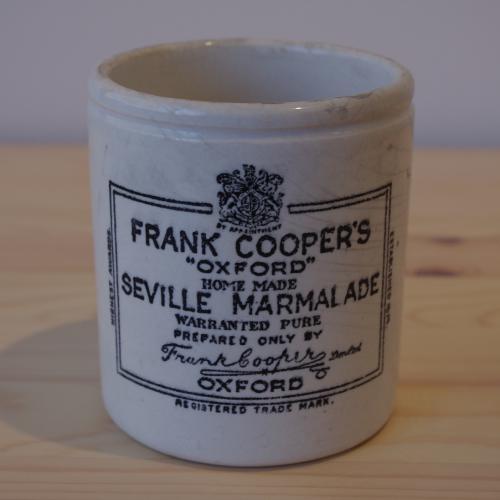 BY APPOINTMENT
FRANK COOPER'S
"OXFORD"
HOME MADE
SEVILLE MARMALADE
WARRANTED PURE
PREPARED ONLY BY
Frank Cooper Limited
OXFORD
REGISTERED TRADE MARK.
HIGHEST AWARDS